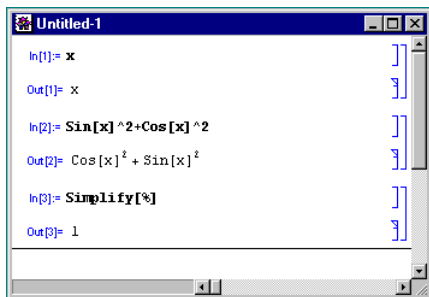 Untitled-1
In[1]:= x
Out[1]= x
In[2]:= Sin[x]^2+Cos[x]^2
Out[2]= Cos[x]² + Sin[x]²
In[3]:= Simplify[%]
Out[3]= 1